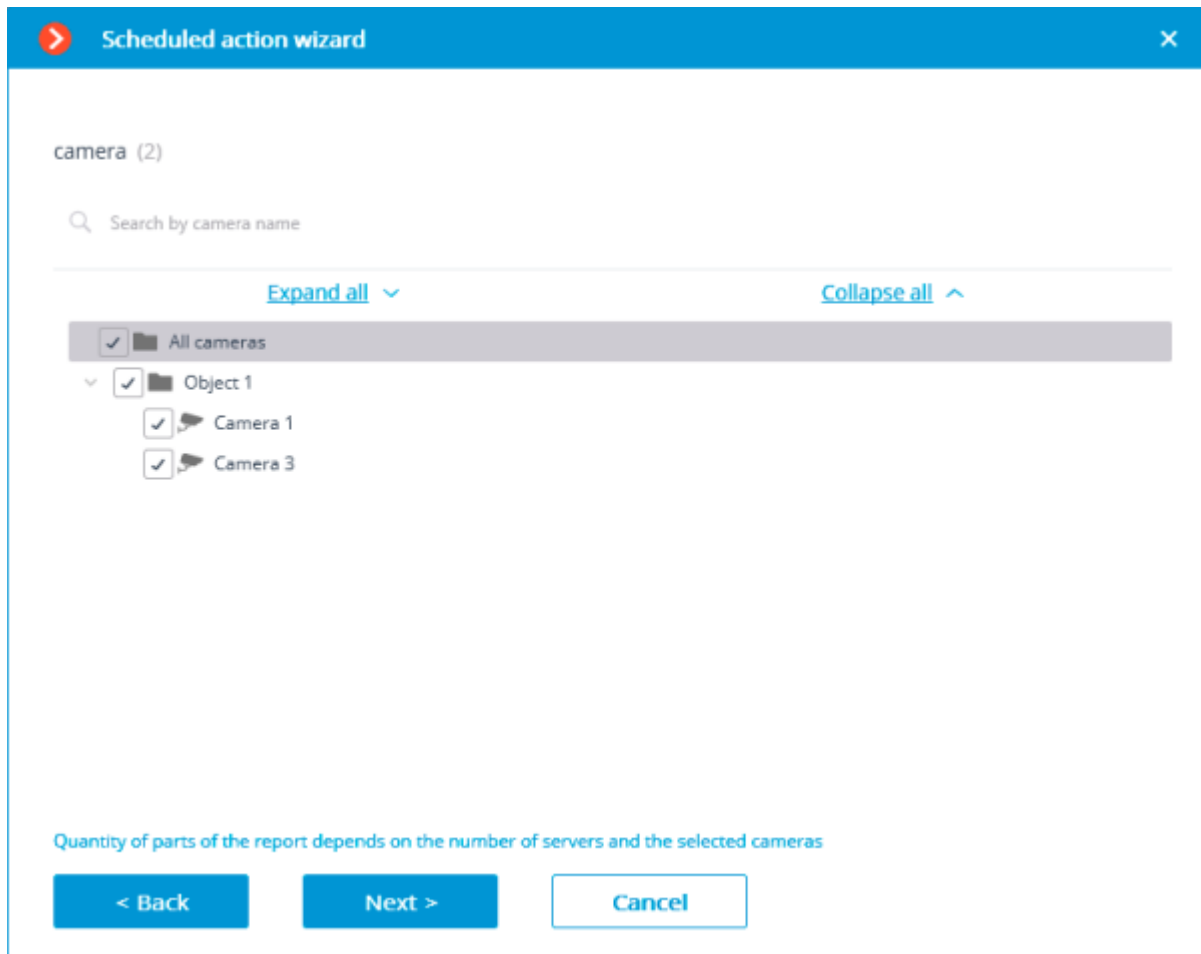 Scheduled action wizard
camera (2)
Search by camera name
Expand all Collapse all
All cameras
Object 1
Camera 1
Camera 3
Quantity of parts of the report depends on the number of servers and the selected cameras
< Back Next > Cancel